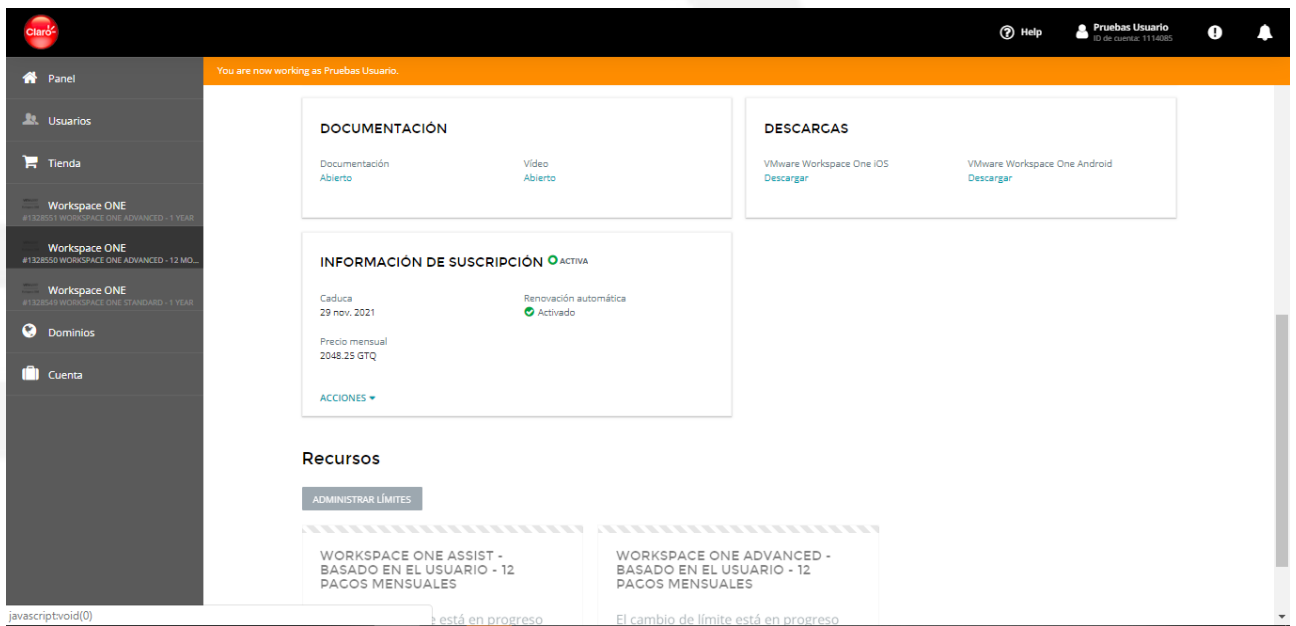 Claro
Help
Pruebas Usuario
ID de cuenta: 1114085
Panel
Usuarios
Tienda
Workspace ONE
#1328551 WORKSPACE ONE ADVANCED - 1 YEAR
Workspace ONE
#1328550 WORKSPACE ONE ADVANCED - 12 MO...
Workspace ONE
#1328549 WORKSPACE ONE STANDARD - 1 YEAR
Dominios
Cuenta
You are now working as Pruebas Usuario.
DOCUMENTACIÓN
Documentación
Abierto
Vídeo
Abierto
DESCARGAS
VMware Workspace One iOS
Descargar
VMware Workspace One Android
Descargar
INFORMACIÓN DE SUSCRIPCIÓN ACTIVA
Caduca
29 nov. 2021
Renovación automática
Activado
Precio mensual
2048.25 GTQ
ACCIONES
Recursos
ADMINISTRAR LÍMITES
WORKSPACE ONE ASSIST -
BASADO EN EL USUARIO - 12
PAGOS MENSUALES
e está en progreso
WORKSPACE ONE ADVANCED -
BASADO EN EL USUARIO - 12
PAGOS MENSUALES
El cambio de límite está en progreso
javascript:void(0)